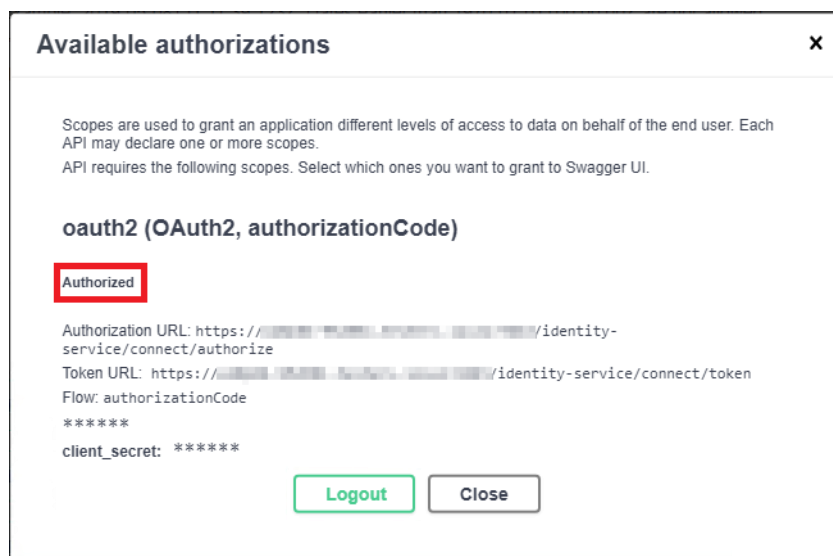 Available authorizations
x
Scopes are used to grant an application different levels of access to data on behalf of the end user. Each
API may declare one or more scopes.
API requires the following scopes. Select which ones you want to grant to Swagger UI.
oauth2 (OAuth2, authorizationCode)
Authorized
Authorization URL: https:// /identity-
service/connect/authorize
Token URL: https:// /identity-service/connect/token
Flow: authorizationCode
******
client_secret: ******
Logout Close